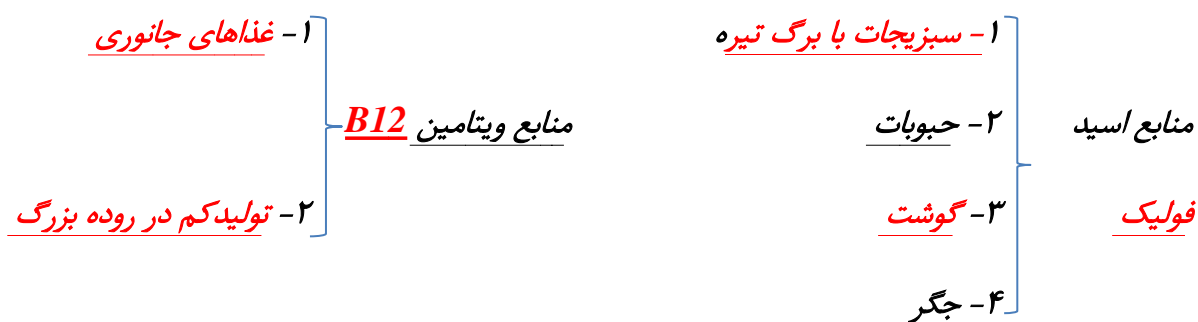 ۱- سبزیجات با برگ تیره
منابع اسید
فولیک
۲- حبوبات
۳- گوشت
۴- جگر
منابع ویتامین B12
۱- غذاهای جانوری
۲- تولیدکم در روده بزرگ